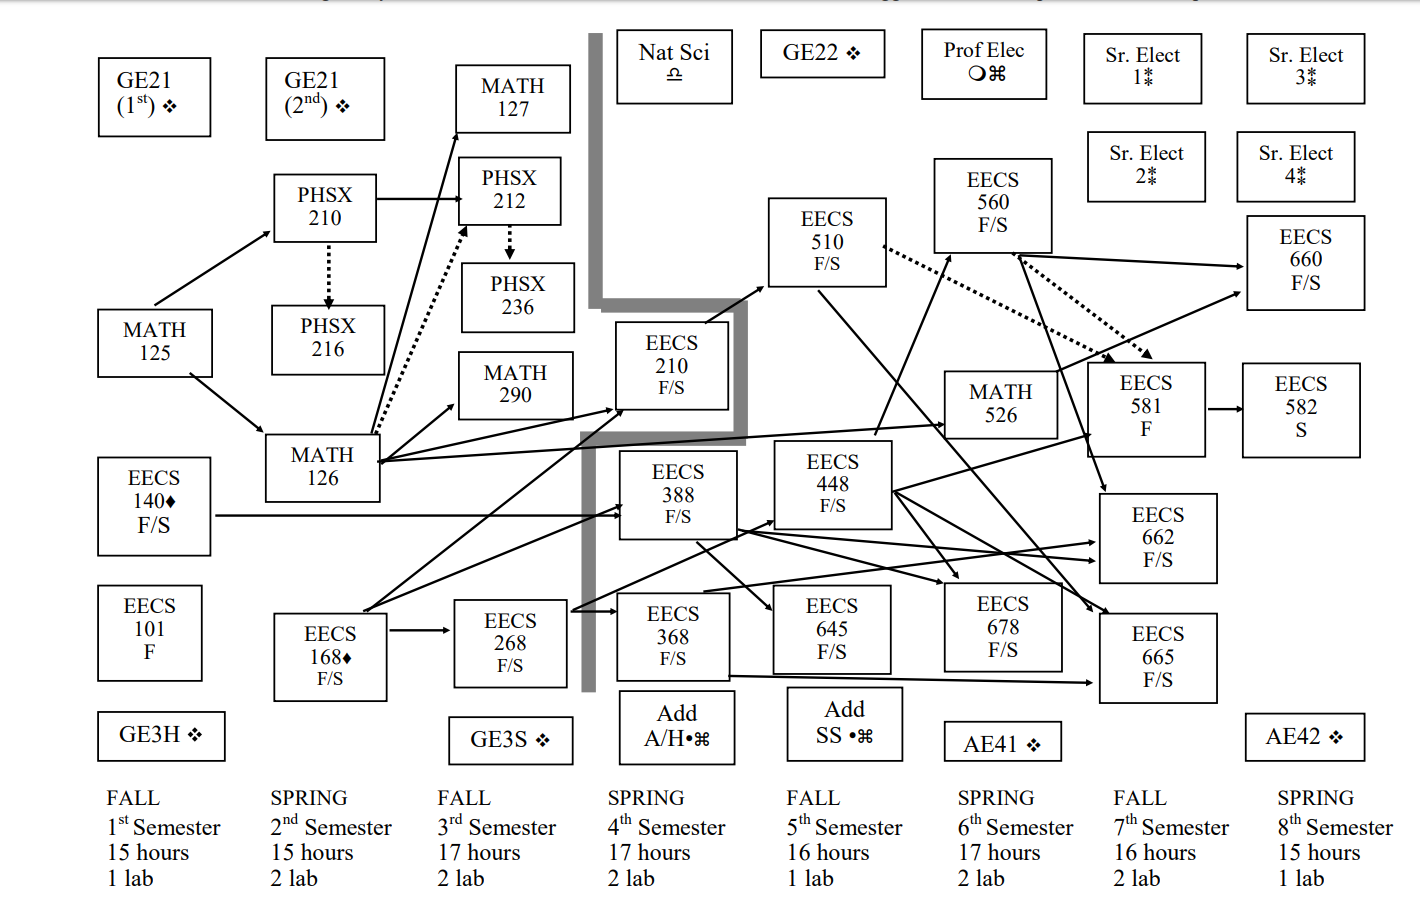 GE21
(1st) ❖
GE21
(2nd) ❖
MATH
127
Nat Sci
♎
GE22 ❖
Prof Elec
❍⌘
Sr. Elect
1⁑
Sr. Elect
3⁑
Sr. Elect
2⁑
Sr. Elect
4⁑
PHSX
210
PHSX
212
EECS
510
F/S
EECS
560
F/S
EECS
660
F/S
MATH
125
PHSX
216
PHSX
236
MATH
290
EECS
210
F/S
MATH
526
EECS
581
F
EECS
582
S
EECS
140♦
F/S
MATH
126
EECS
388
F/S
EECS
448
F/S
EECS
662
F/S
EECS
101
F
EECS
168♦
F/S
EECS
268
F/S
EECS
368
F/S
EECS
645
F/S
EECS
678
F/S
EECS
665
F/S
GE3H ❖
GE3S ❖
Add
A/H•⌘
Add
SS •⌘
AE41 ❖
AE42 ❖
FALL
1st Semester
15 hours
1 lab
SPRING
2nd Semester
15 hours
2 lab
FALL
3rd Semester
17 hours
2 lab
SPRING
4th Semester
17 hours
2 lab
FALL
5th Semester
16 hours
1 lab
SPRING
6th Semester
17 hours
2 lab
FALL
7th Semester
16 hours
2 lab
SPRING
8th Semester
15 hours
1 lab